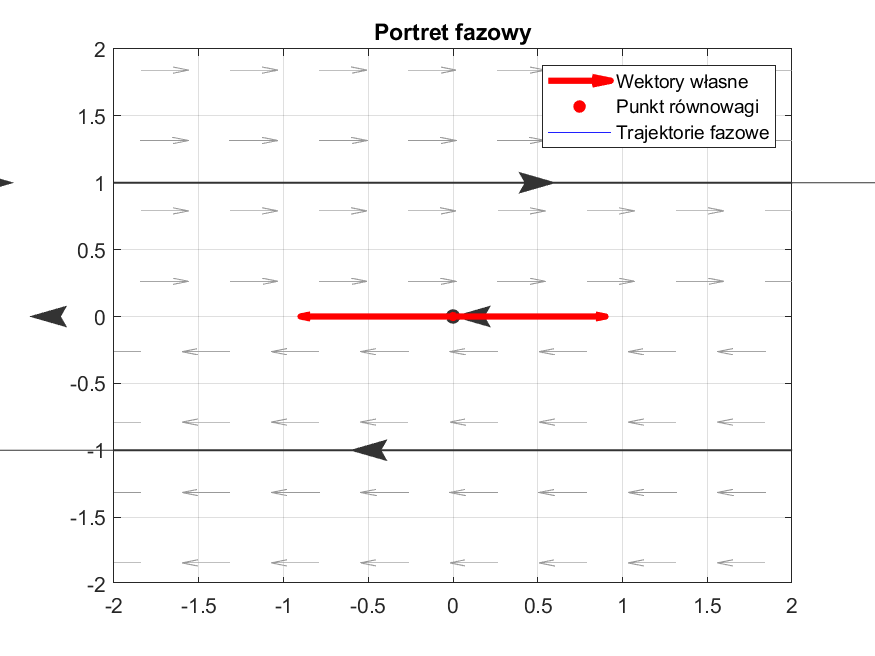 Portret fazowy
Wektory własne
Punkt równowagi
Trajektorie fazowe
2
1.5
1
0.5
0
-0.5
-1
-1.5
-2
-2 -1.5 -1 -0.5 0 0.5 1 1.5 2